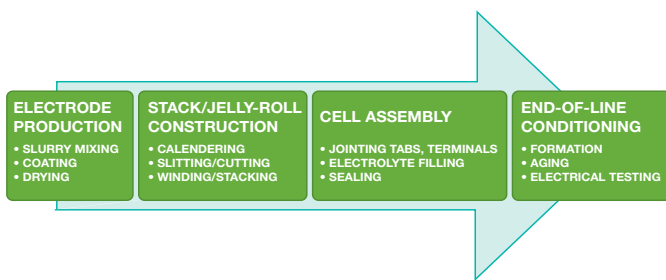 ELECTRODE
PRODUCTION
• SLURRY MIXING
• COATING
• DRYING
STACK/JELLY-ROLL
CONSTRUCTION
• CALENDERING
• SLITTING/CUTTING
• WINDING/STACKING
CELL ASSEMBLY
• JOINTING TABS, TERMINALS
• ELECTROLYTE FILLING
• SEALING
END-OF-LINE
CONDITIONING
• FORMATION
• AGING
• ELECTRICAL TESTING